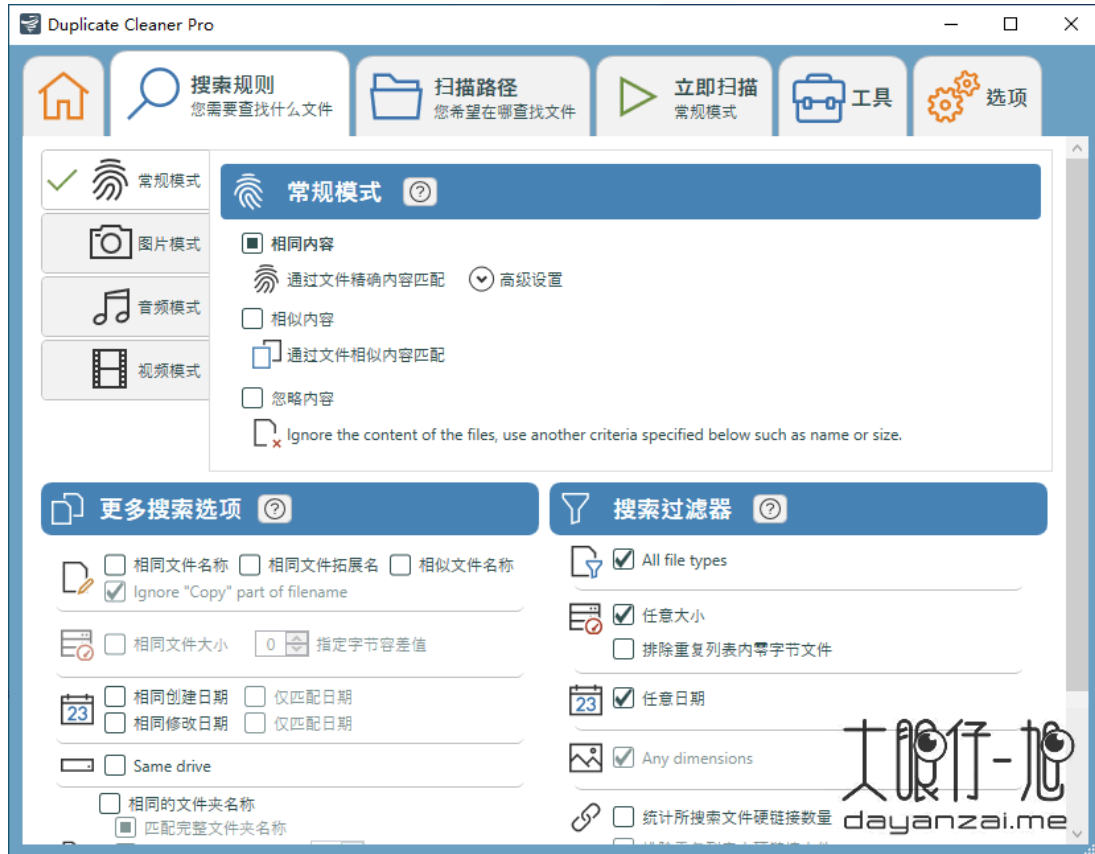 Duplicate Cleaner Pro
搜索规则
您需要查找什么文件
扫描路径
您希望在哪查找文件
立即扫描
常规模式
工具
选项
常规模式
图片模式
音频模式
视频模式
常规模式
相同内容
通过文件精确内容匹配 高级设置
相似内容
通过文件相似内容匹配
忽略内容
Ignore the content of the files, use another criteria specified below such as name or size.
更多搜索选项
相同文件名称 相同文件拓展名 相似文件名称
Ignore "Copy" part of filename
相同文件大小 0 指定字节容差值
23
相同创建日期 仅匹配日期
相同修改日期 仅匹配日期
Same drive
相同的文件夹名称
匹配完整文件夹名称
搜索过滤器
All file types
任意大小
排除重复列表内零字节文件
23
任意日期
Any dimensions
统计所搜索文件硬链接数量
大眼仔-旭
dayanzai.me